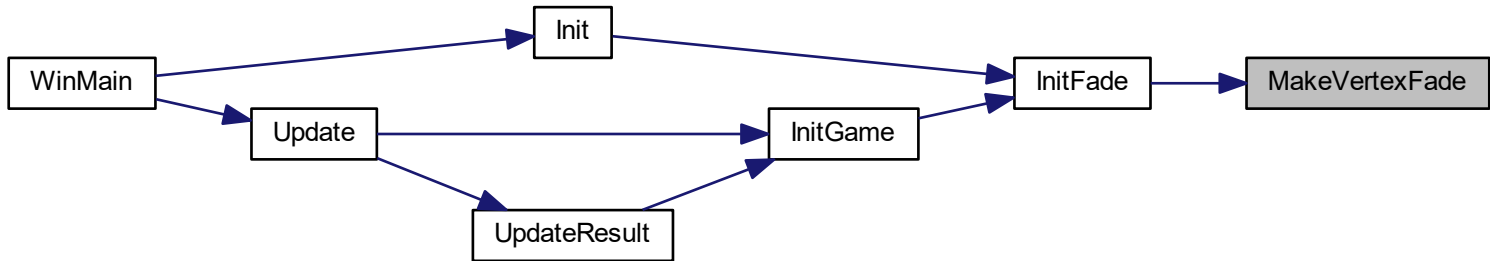 WinMain
Init
Update
UpdateResult
InitGame
InitFade
MakeVertexFade